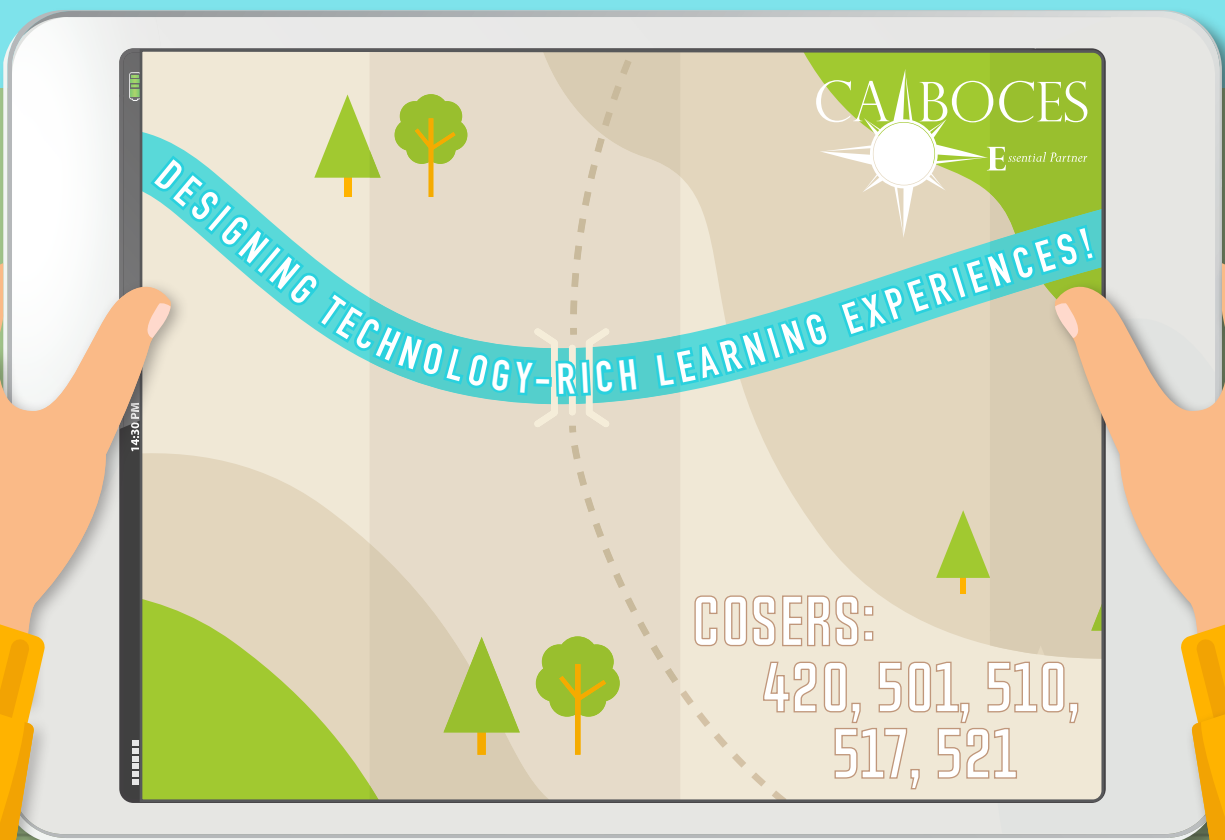 CA BOCES
Essential Partner
DESIGNING TECHNOLOGY-RICH LEARNING EXPERIENCES!
14:30 PM
COSERS:
420, 501, 510,
517, 521